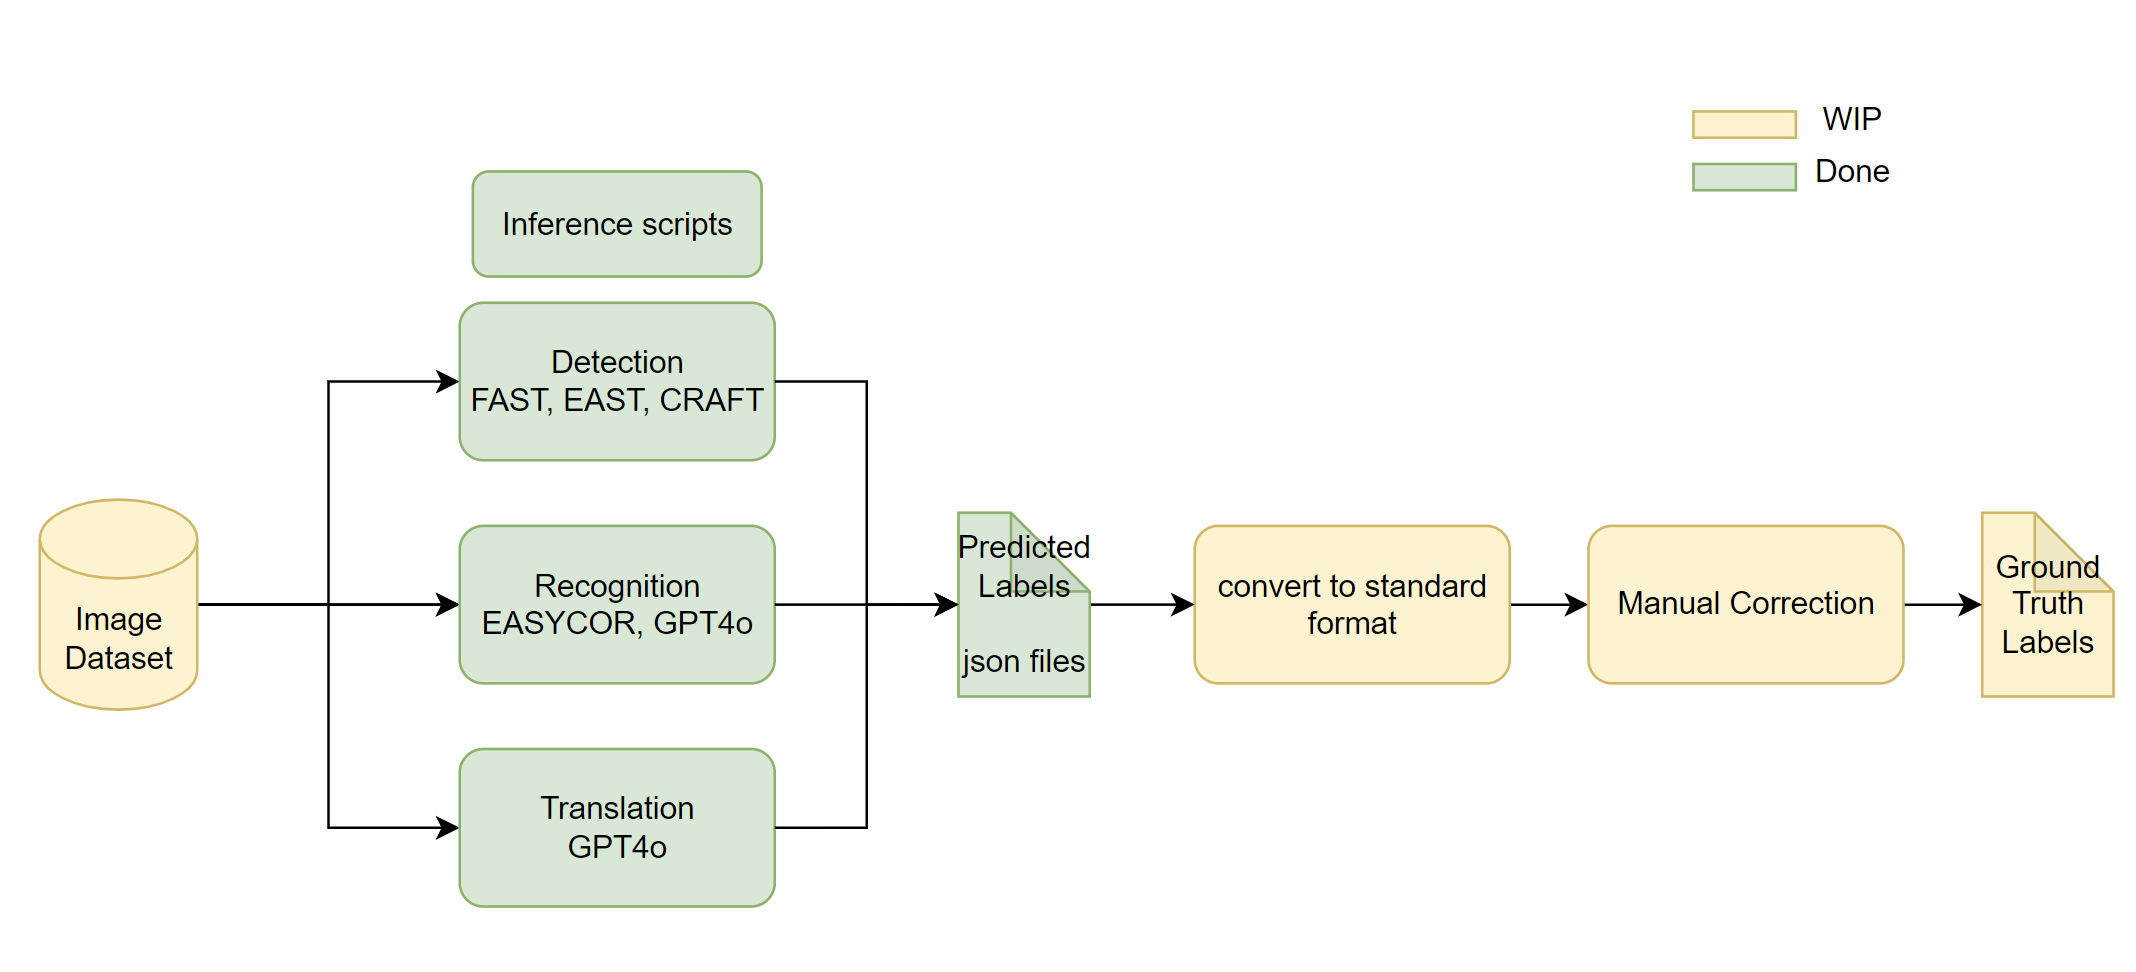 WIP
Done
Inference scripts
Detection
FAST, EAST, CRAFT
Image
Dataset
Recognition
EASYCOR, GPT4o
Translation
GPT4o
Predicted
Labels
json files
convert to standard
format
Manual Correction
Ground
Truth
Labels